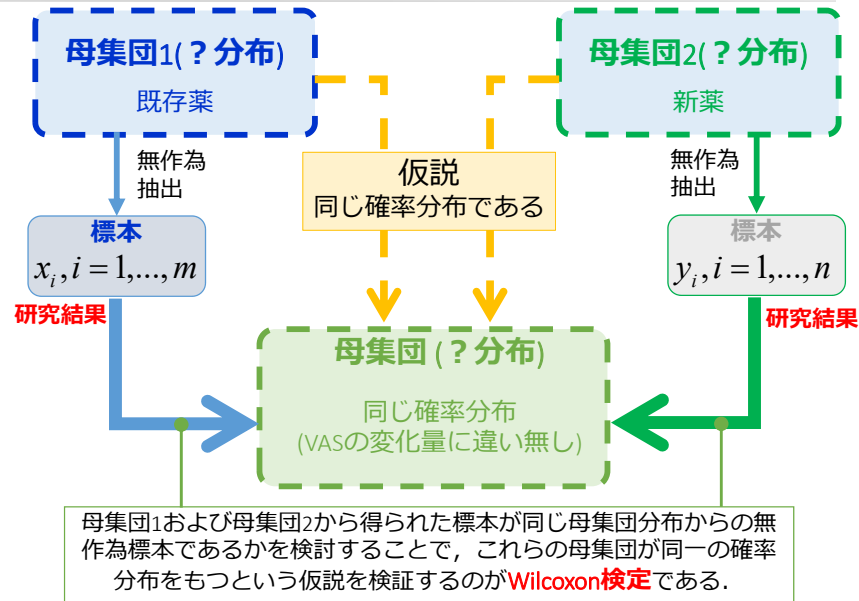 母集団1(？分布)
既存薬
母集団2(？分布)
新薬
無作為
抽出
仮説
同じ確率分布である
無作為
抽出
標本
x_i, i = 1,..., m
標本
y_i, i = 1,..., n
研究結果
研究結果
母集団 (？分布)
同じ確率分布
(VASの変化量に違い無し)
母集団1および母集団2から得られた標本が同じ母集団分布からの無
作為標本であるかを検討することで，これらの母集団が同一の確率
分布をもつという仮説を検証するのがWilcoxon検定である．